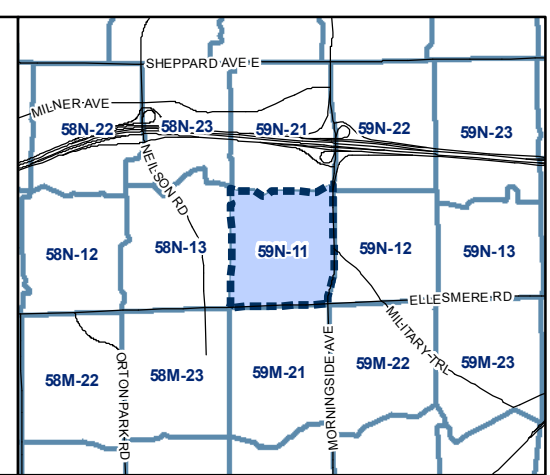 SHEPPARD AVE E
MILNER AVE
58N-22
58N-23
59N-21
59N-22
59N-23
NEILSON RD
58N-12
58N-13
59N-11
59N-12
59N-13
ELLESMERE RD
MILITARY TRL
58M-22
ORTON PARK RD
58M-23
59M-21
MORNINGSIDE AVE
59M-22
59M-23